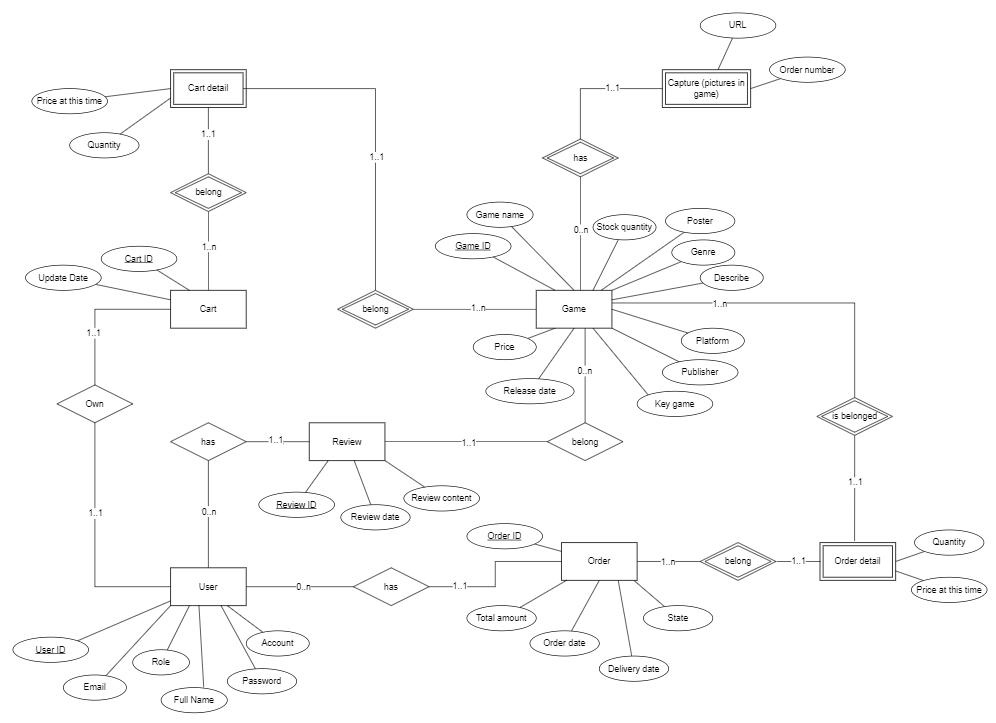 URL
Order number
Capture (pictures in
game)
1..1
Cart detail
Price at this time
Quantity
1..1
1..1
has
belong
0..n
Game name
Stock quantity
Poster
Game ID
Genre
Describe
1..n
Cart ID
Update Date
Cart
belong
1..n
Game
1..n
Platform
Publisher
Key game
Price
Release date
0..n
1..1
Own
is belonged
has
1..1
Review
1..1
belong
Review ID
Review date
Review content
1..1
0..n
1..1
Order ID
Order
1..n
belong
1..1
Order detail
Quantity
Price at this time
User
0..n
has
1..1
Total amount
Order date
Delivery date
State
User ID
Email
Role
Full Name
Password
Account